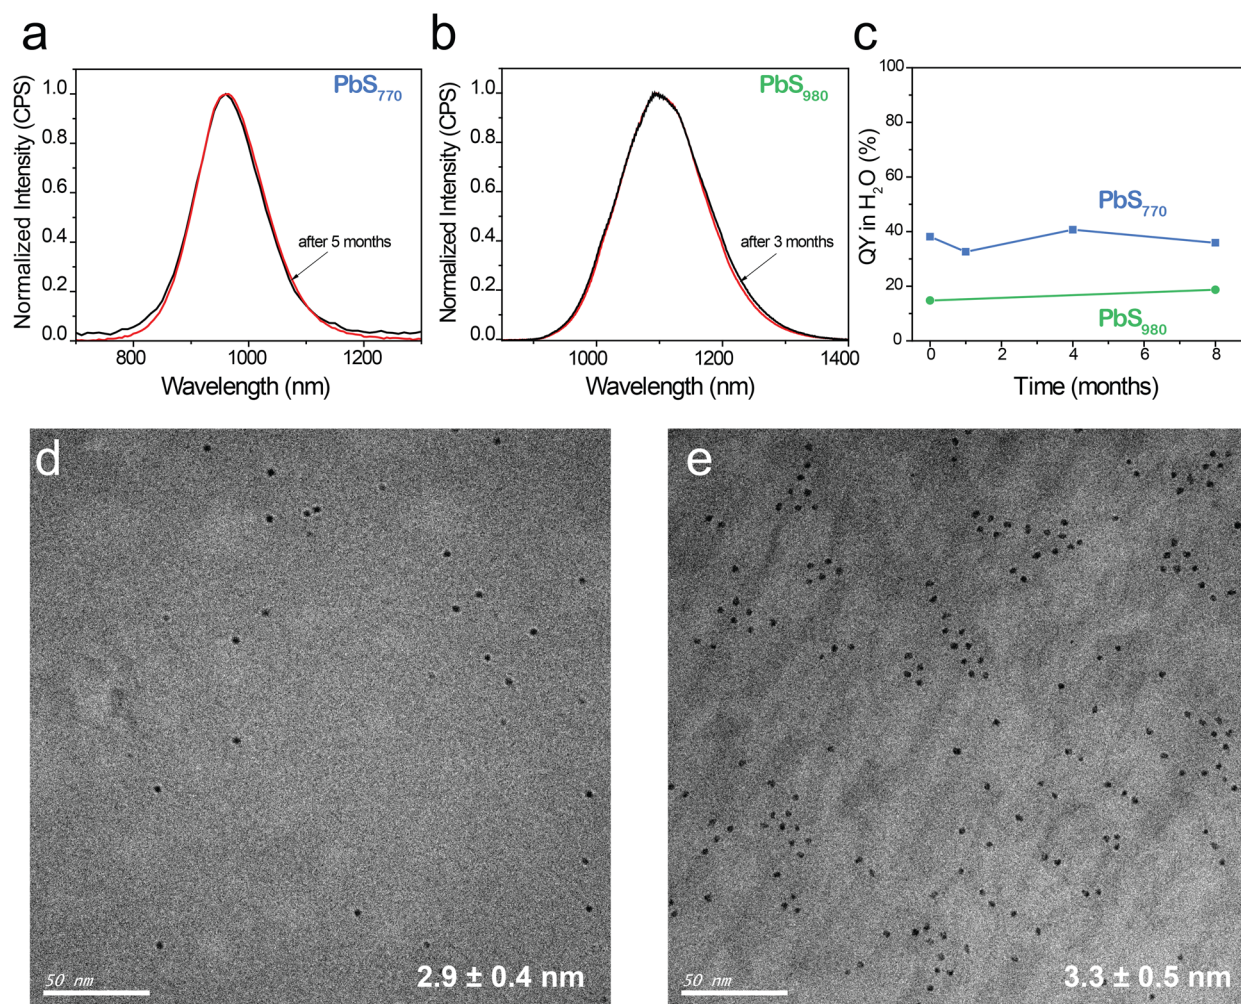 a
PbS770
Normalized Intensity (CPS)
1.0
0.8
0.6
0.4
0.2
0.0
after 5 months
800 1000 1200
Wavelength (nm)
b
PbS980
Normalized Intensity (CPS)
1.0
0.8
0.6
0.4
0.2
0.0
after 3 months
1000 1200 1400
Wavelength (nm)
c
QY in H2O (%)
100
80
60
40
20
0
PbS770
PbS980
0 2 4 6 8
Time (months)
d
50 nm
2.9 ± 0.4 nm
e
50 nm
3.3 ± 0.5 nm